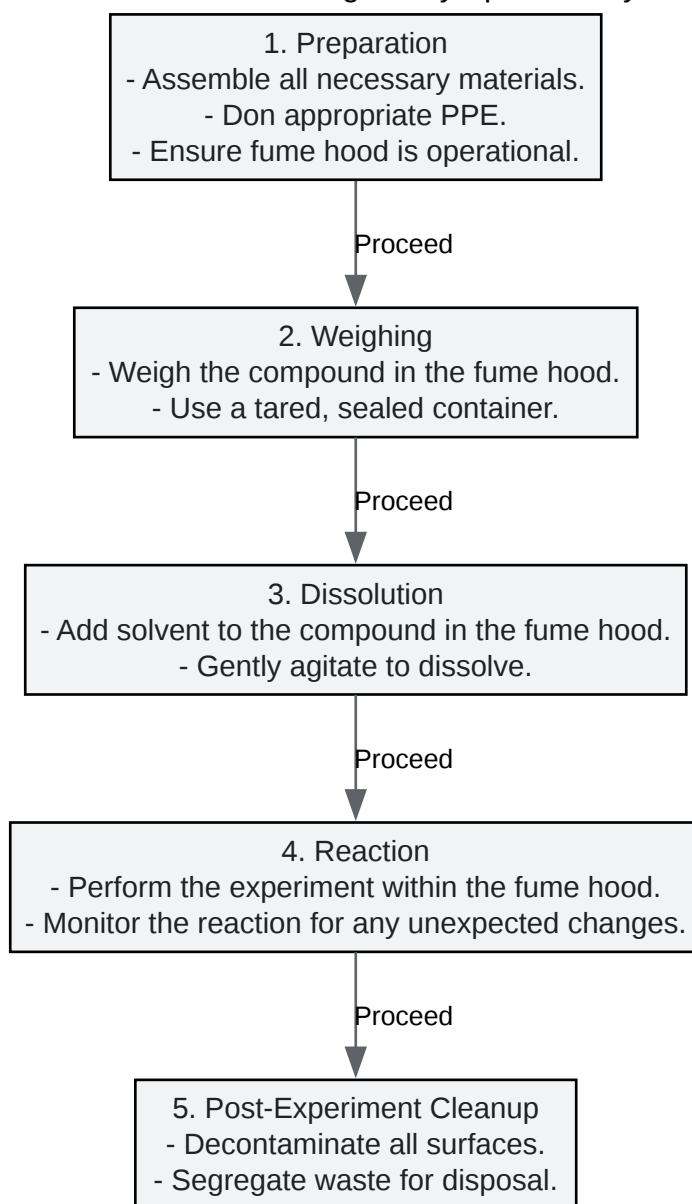 1. Preparation
- Assemble all necessary materials.
- Don appropriate PPE.
- Ensure fume hood is operational.
Proceed
2. Weighing
- Weigh the compound in the fume hood.
- Use a tared, sealed container.
Proceed
3. Dissolution
- Add solvent to the compound in the fume hood.
- Gently agitate to dissolve.
Proceed
4. Reaction
- Perform the experiment within the fume hood.
- Monitor the reaction for any unexpected changes.
Proceed
5. Post-Experiment Cleanup
- Decontaminate all surfaces.
- Segregate waste for disposal.